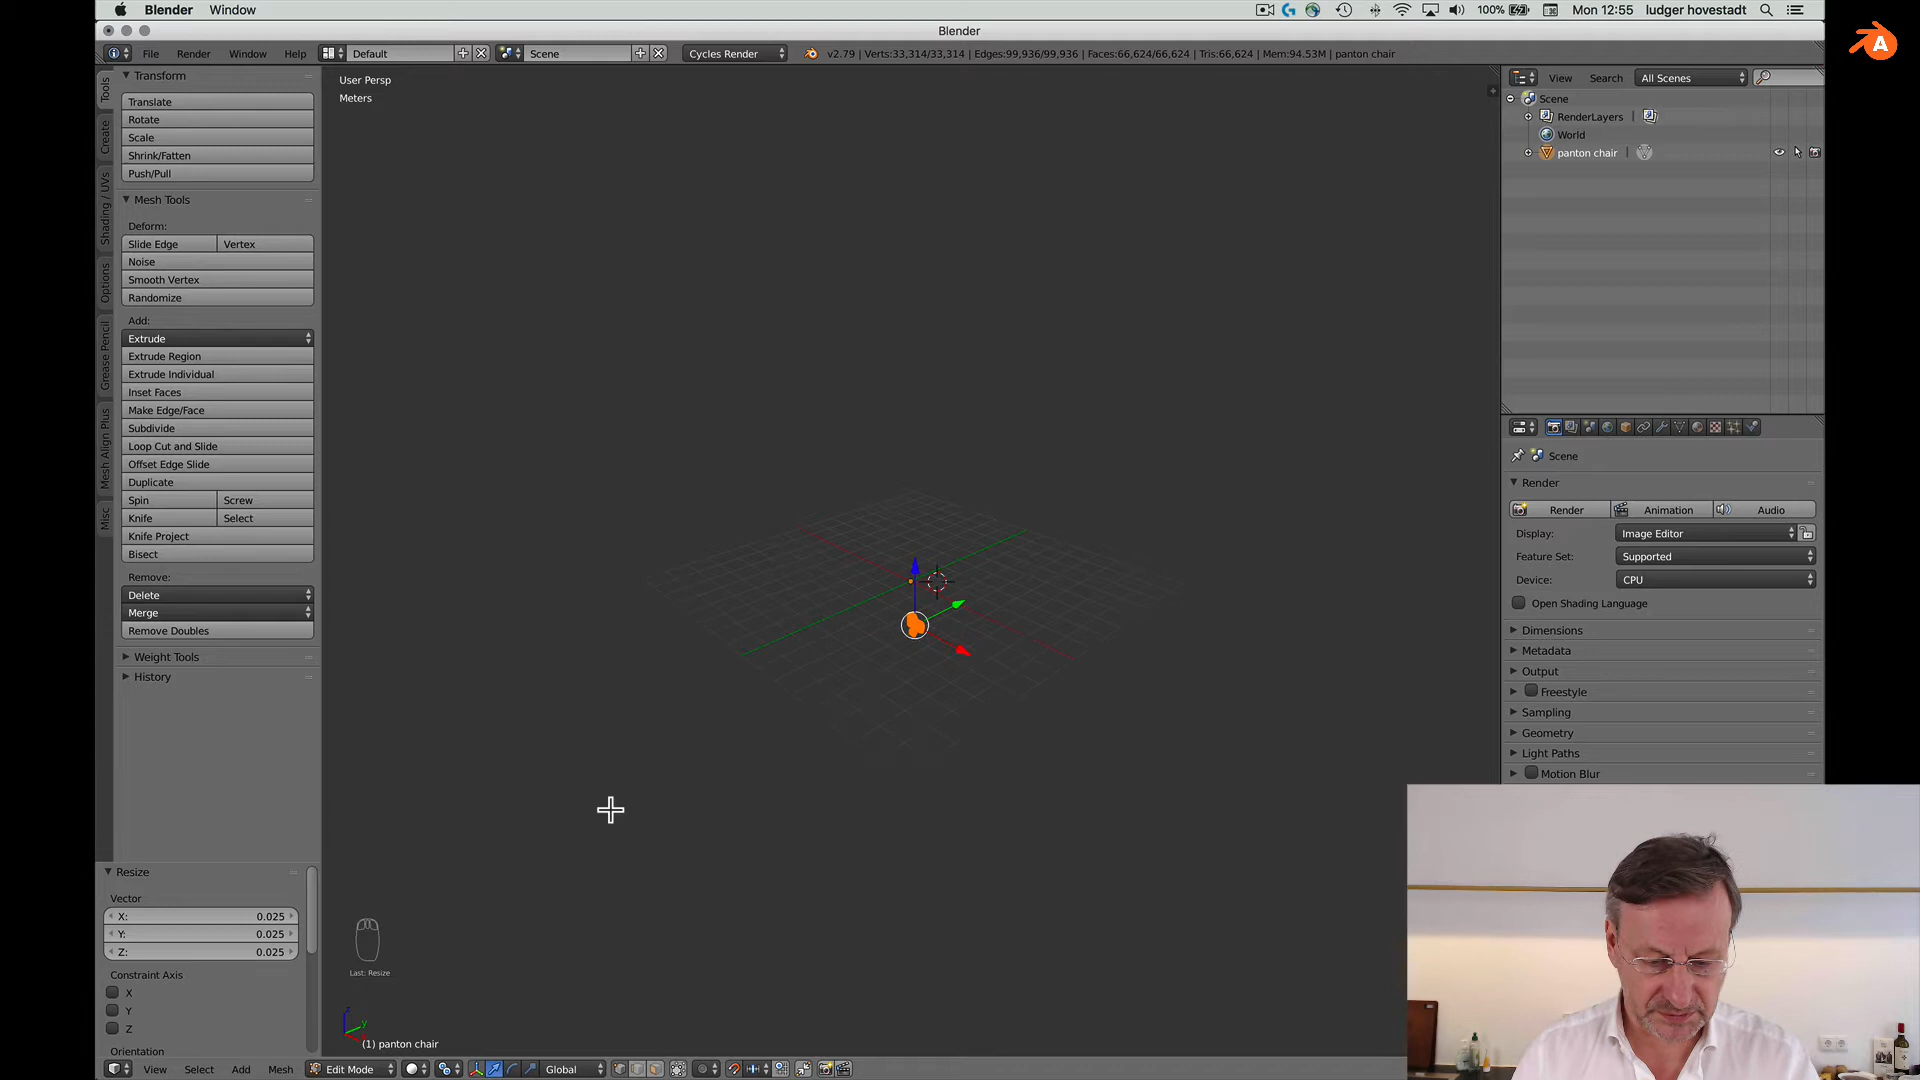 Blender Window 100% Mon 12:55 ludger hovestadt
Blender
File Render Window Help Default Scene Cycles Render v2.79 | Verts:33,314/33,314 | Edges:99,936/99,936 | Faces:66,624/66,624 | Tris:66,624 | Mem:94.53M | panton chair
Tools
Create
Shading / UVs
Options
Grease Pencil
Mesh Align Plus
Misc
Transform
Translate
Rotate
Scale
Shrink/Fatten
Push/Pull
Mesh Tools
Deform:
Slide Edge Vertex
Noise
Smooth Vertex
Randomize
Add:
Extrude
Extrude Region
Extrude Individual
Inset Faces
Make Edge/Face
Subdivide
Loop Cut and Slide
Offset Edge Slide
Duplicate
Spin Screw
Knife Select
Knife Project
Bisect
Remove:
Delete
Merge
Remove Doubles
Weight Tools
History
Resize
Vector
X: 0.025
Y: 0.025
Z: 0.025
Constraint Axis
X
Y
Z
Orientation
User Persp
Meters
Last: Resize
z
y
(1) panton chair
View Select Add Mesh Edit Mode Global
View Search All Scenes
Scene
RenderLayers |
World
panton chair |
Scene
Render
Render Animation Audio
Display: Image Editor
Feature Set: Supported
Device: CPU
Open Shading Language
Dimensions
Metadata
Output
Freestyle
Sampling
Geometry
Light Paths
Motion Blur
A